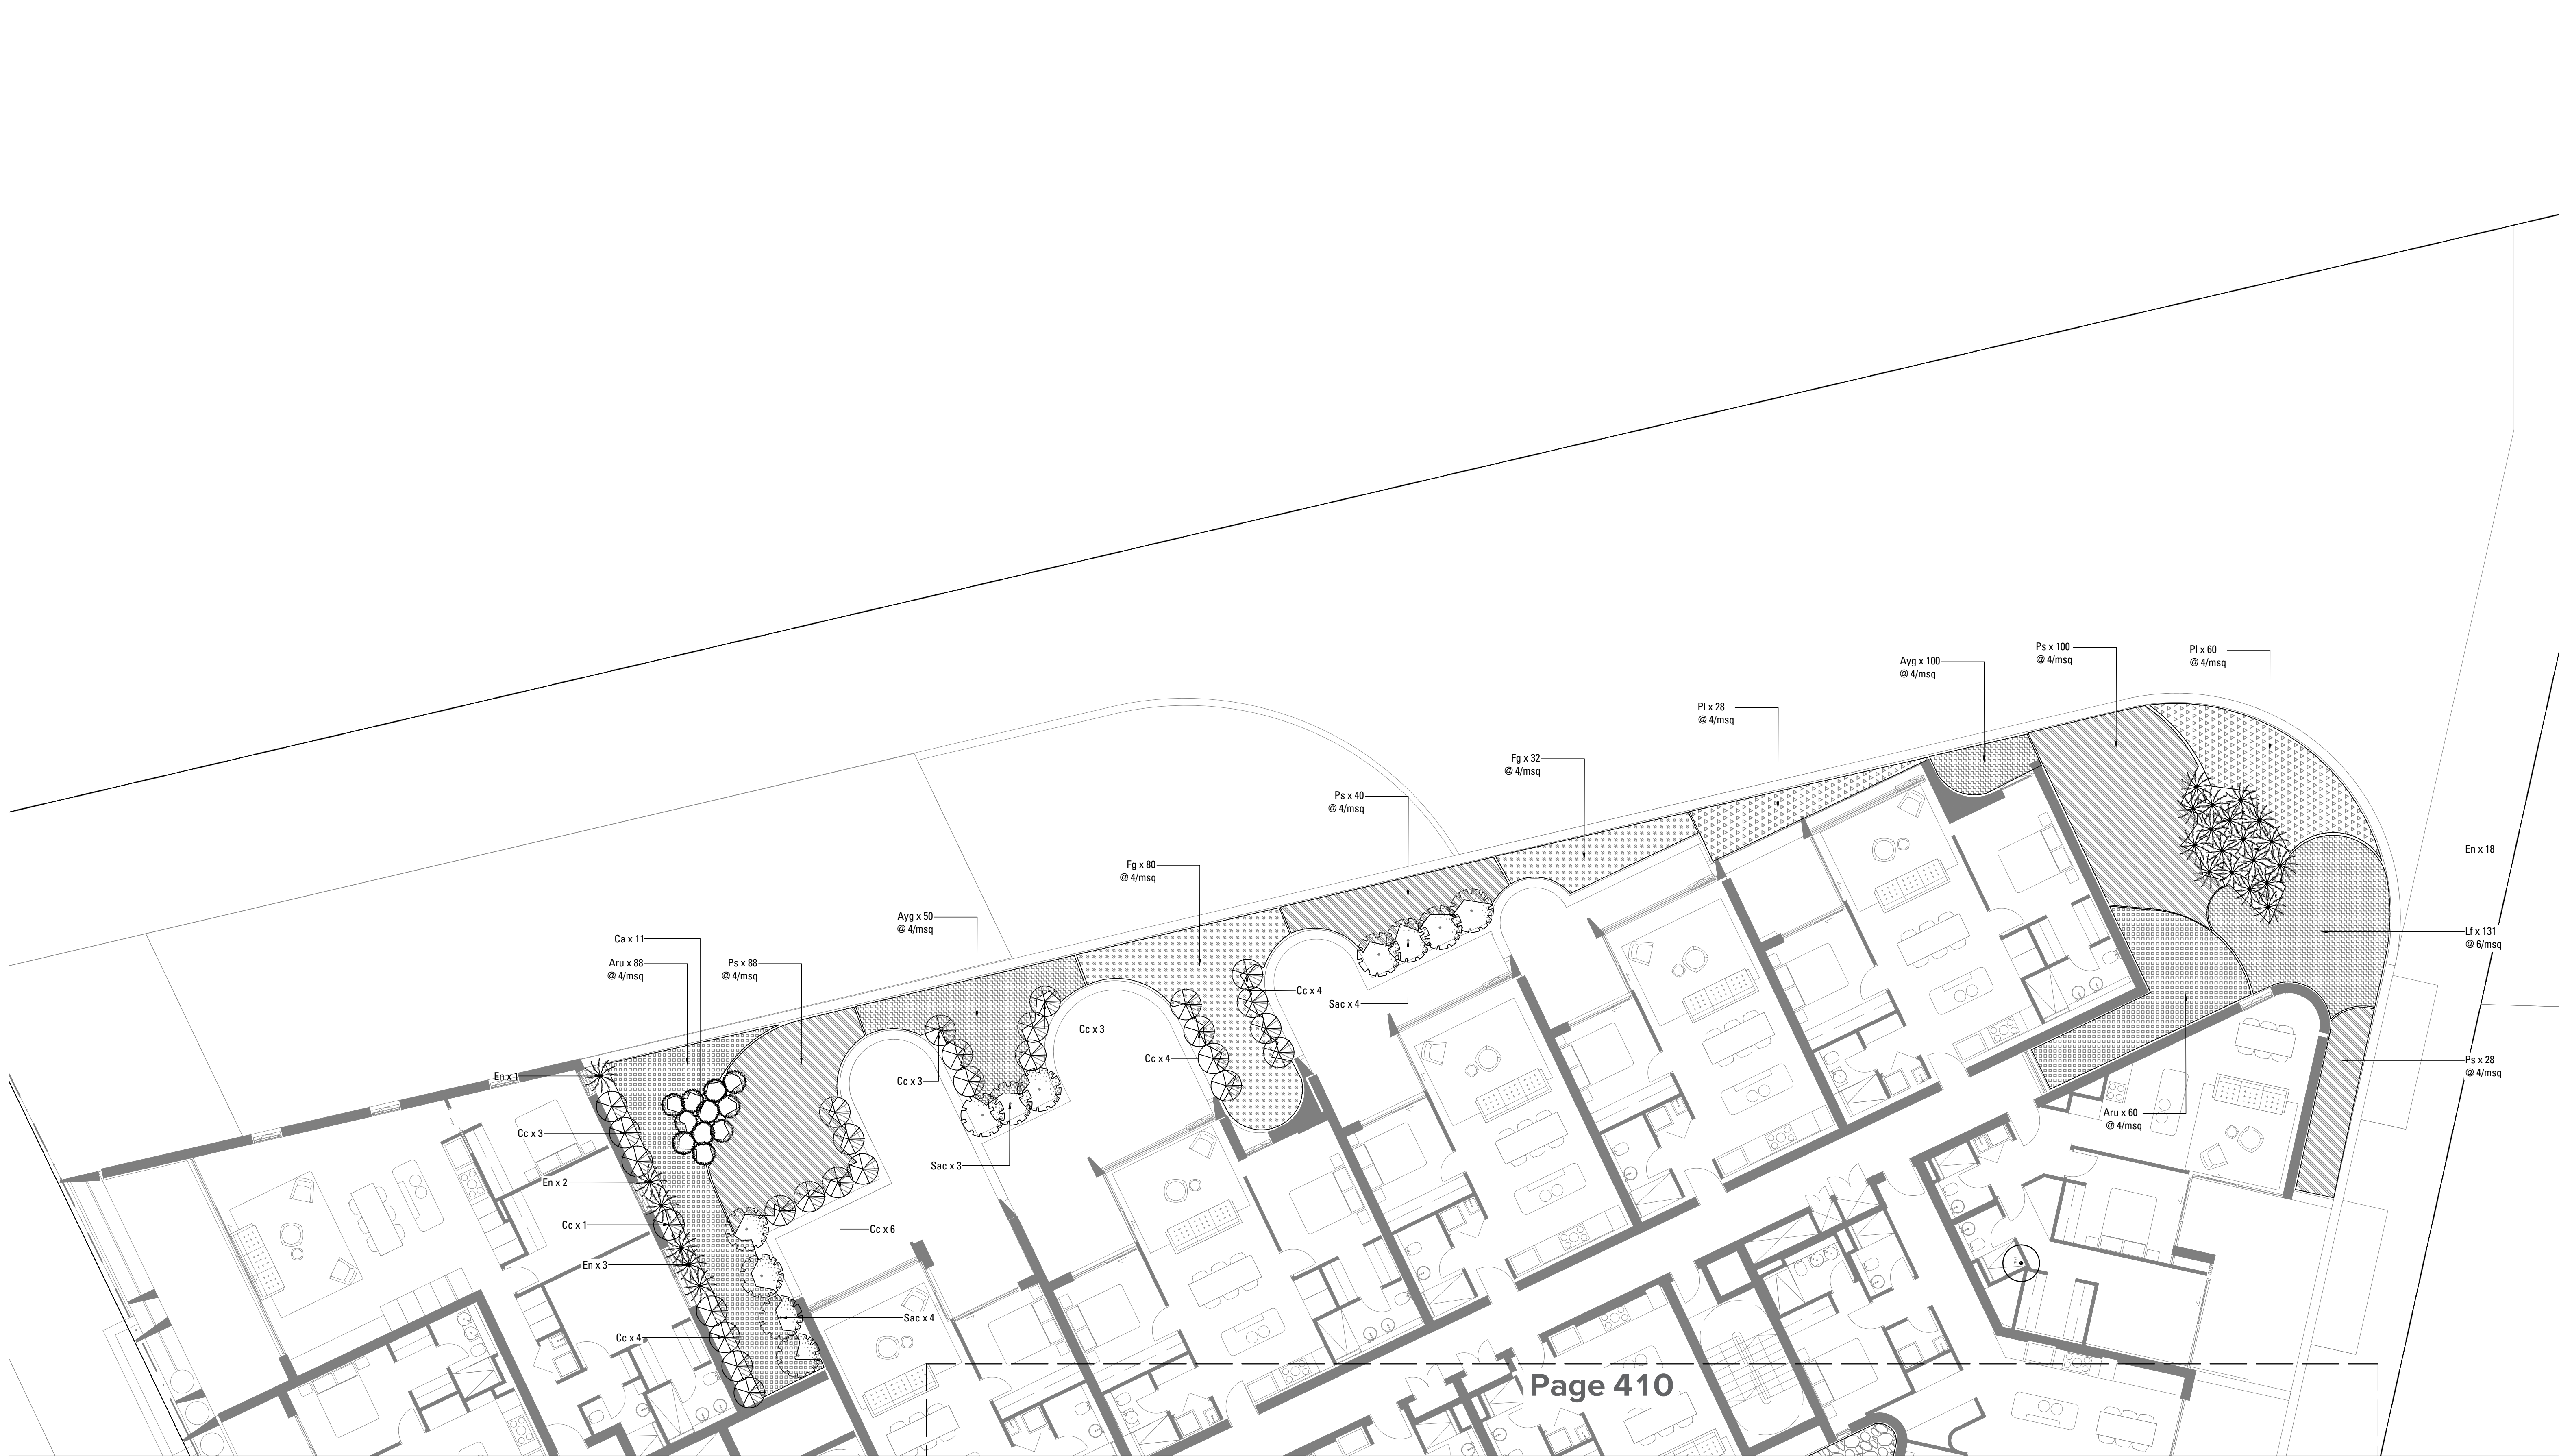 Ps x 100
@ 4/msq
Pl x 60
@ 4/msq
Ayg x 100
@ 4/msq
Pl x 28
@ 4/msq
Fg x 32
@ 4/msq
Ps x 40
@ 4/msq
Fg x 80
@ 4/msq
En x 18
Ayg x 50
@ 4/msq
Lf x 131
@ 6/msq
Ca x 11
Aru x 88
@ 4/msq
Ps x 88
@ 4/msq
Cc x 4
Sac x 4
Cc x 3
Cc x 4
Ps x 28
@ 4/msq
En x 1
Cc x 3
Aru x 60
@ 4/msq
Cc x 3
Sac x 3
En x 2
Cc x 1
Cc x 6
En x 3
Sac x 4
Cc x 4
Page 410